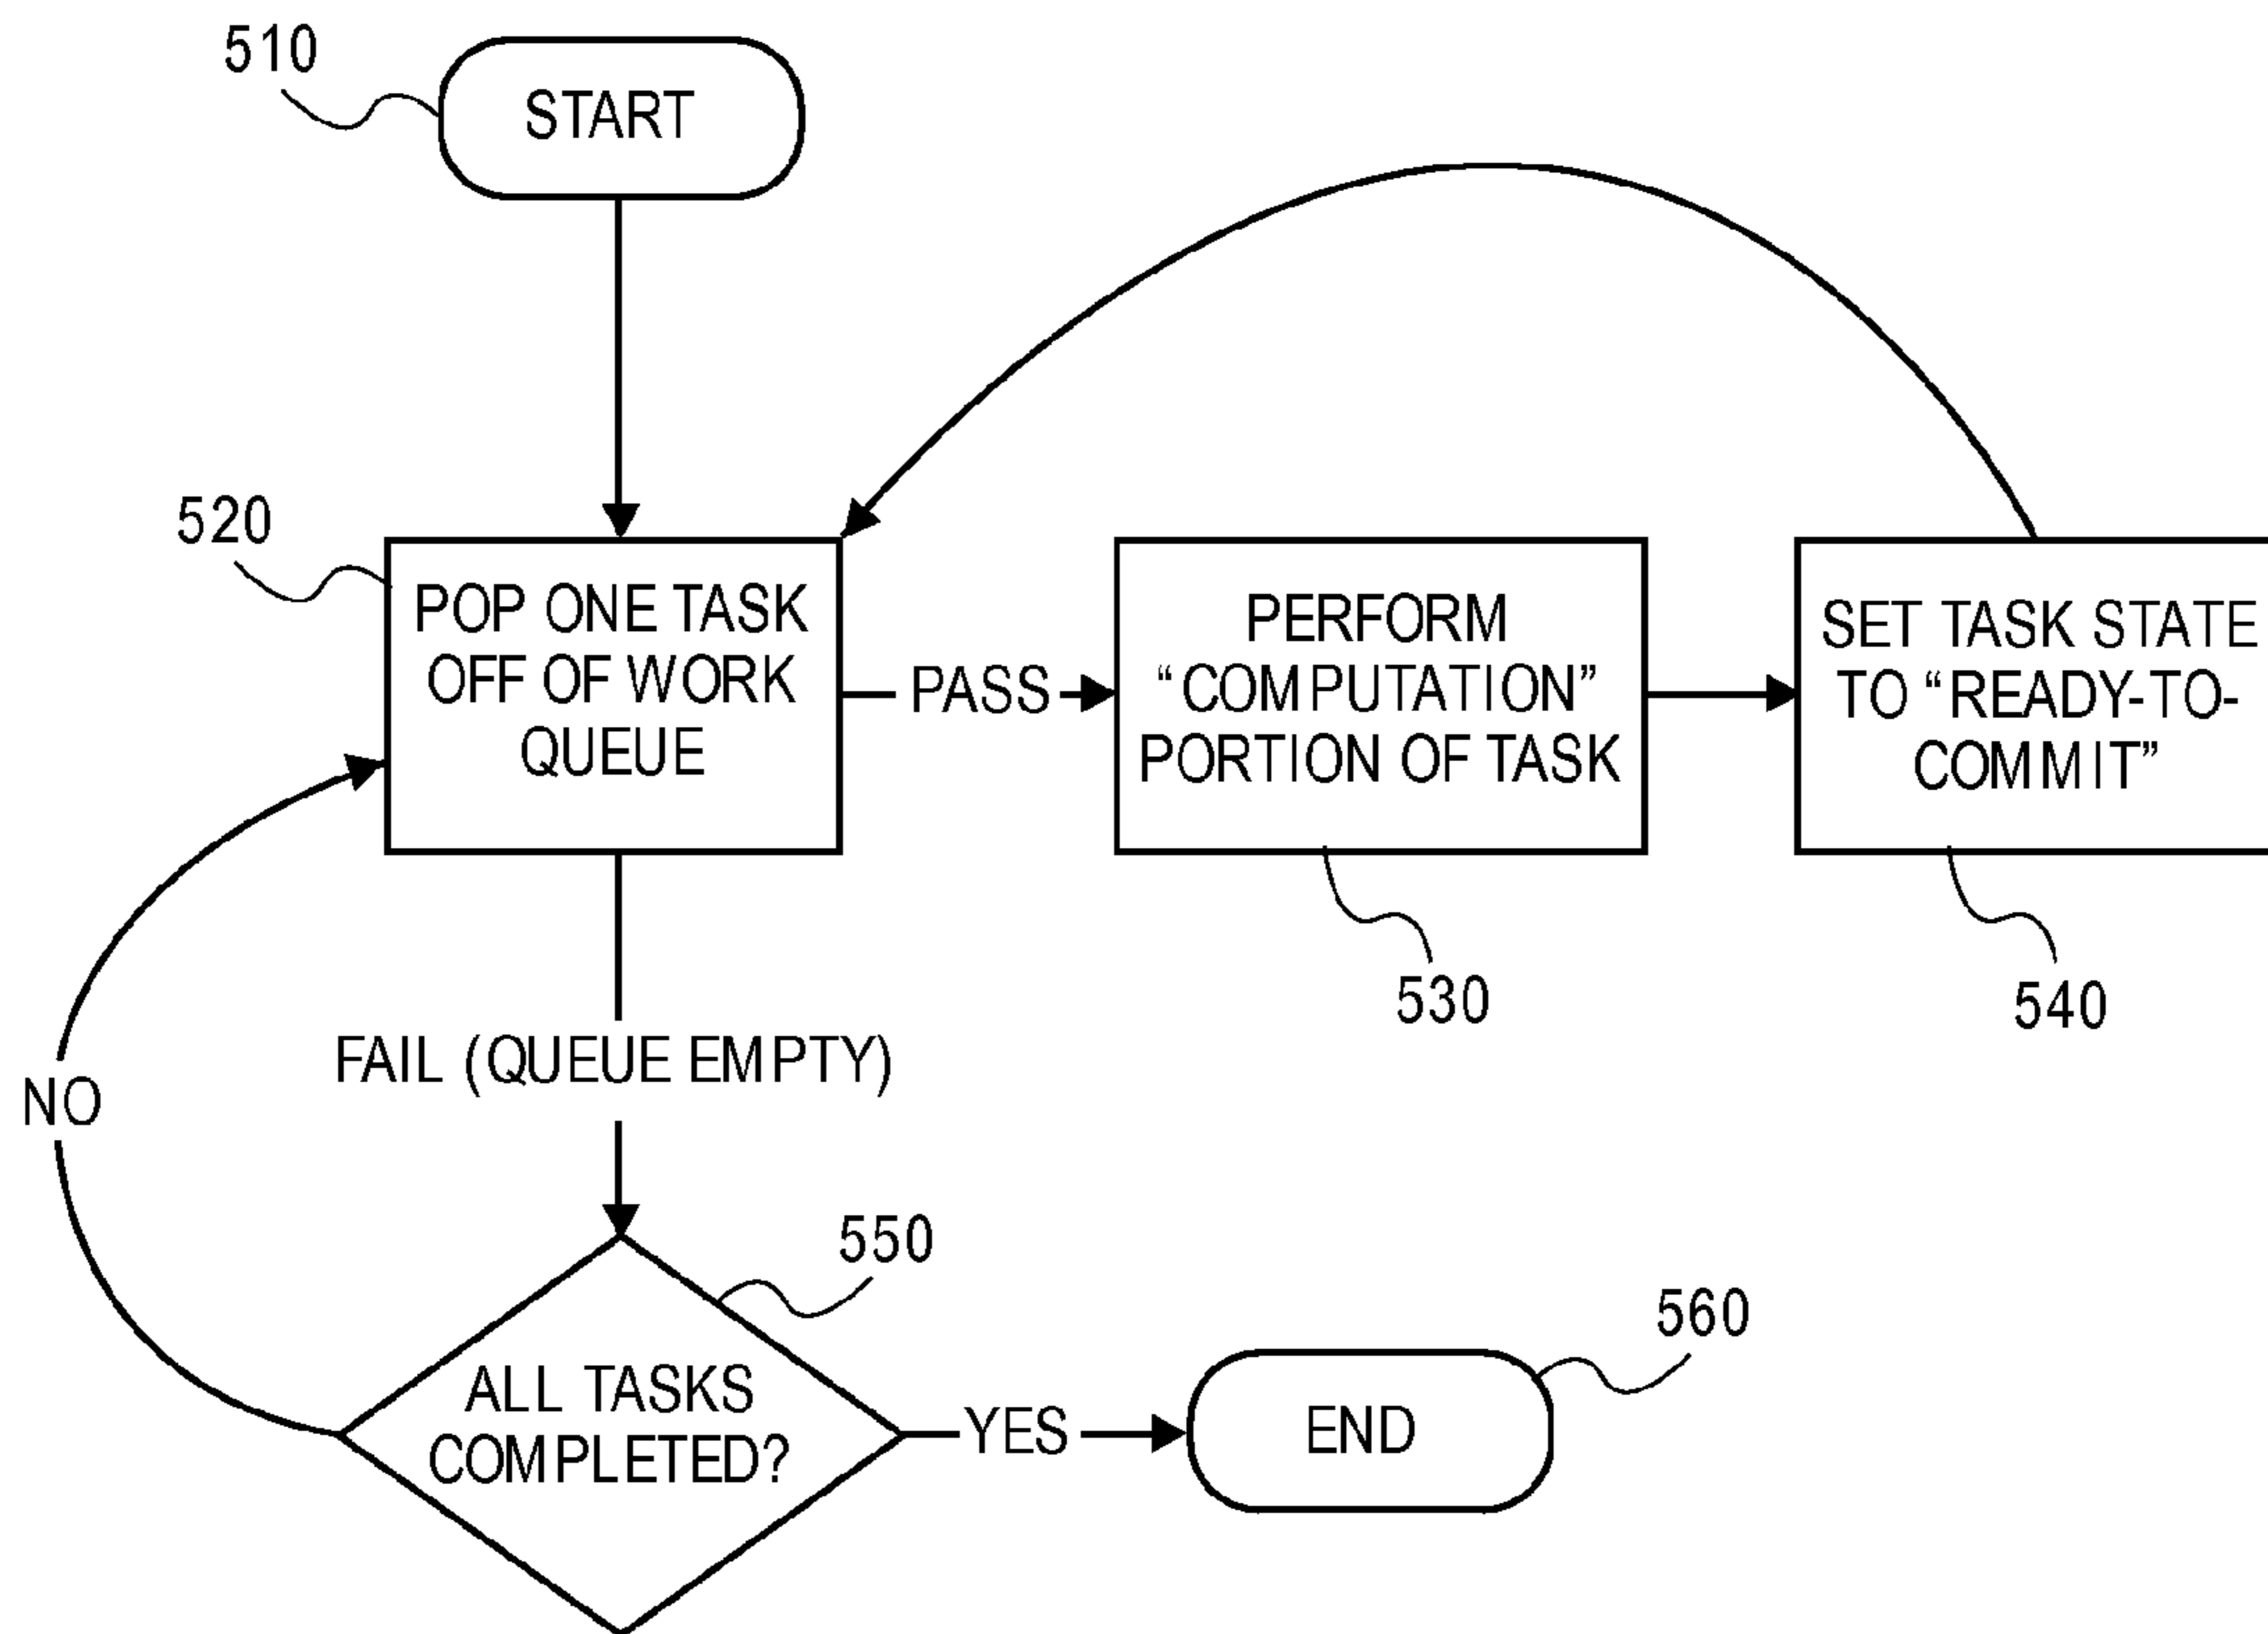 510
START
520
POP ONE TASK
OFF OF WORK
QUEUE
PASS
PERFORM
“COMPUTATION”
PORTION OF TASK
SET TASK STATE
TO “READY-TO-
COMMIT”
530
540
FAIL (QUEUE EMPTY)
NO
550
ALL TASKS
COMPLETED?
YES
560
END